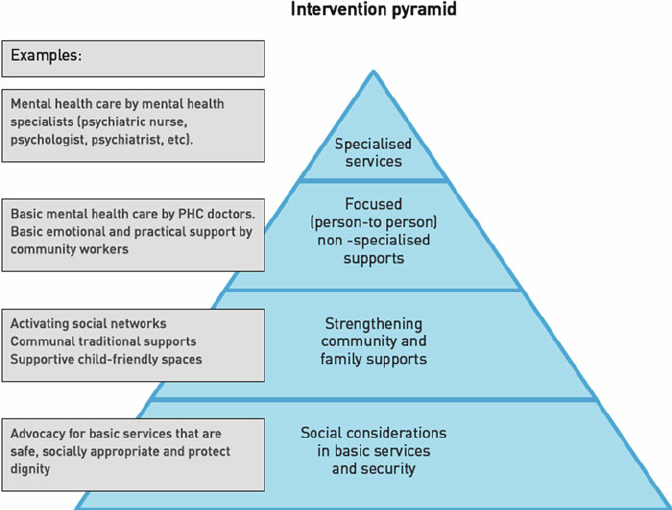 Intervention pyramid
Examples:
Mental health care by mental health
specialists (psychiatric nurse,
psychologist, psychiatrist, etc).
Specialised
services
Basic mental health care by PHC doctors.
Basic emotional and practical support by
community workers
Focused
(person-to person)
non -specialised
supports
Activating social networks
Communal traditional supports
Supportive child-friendly spaces
Strengthening
community and
family supports
Advocacy for basic services that are
safe, socially appropriate and protect
dignity
Social considerations
in basic services
and security